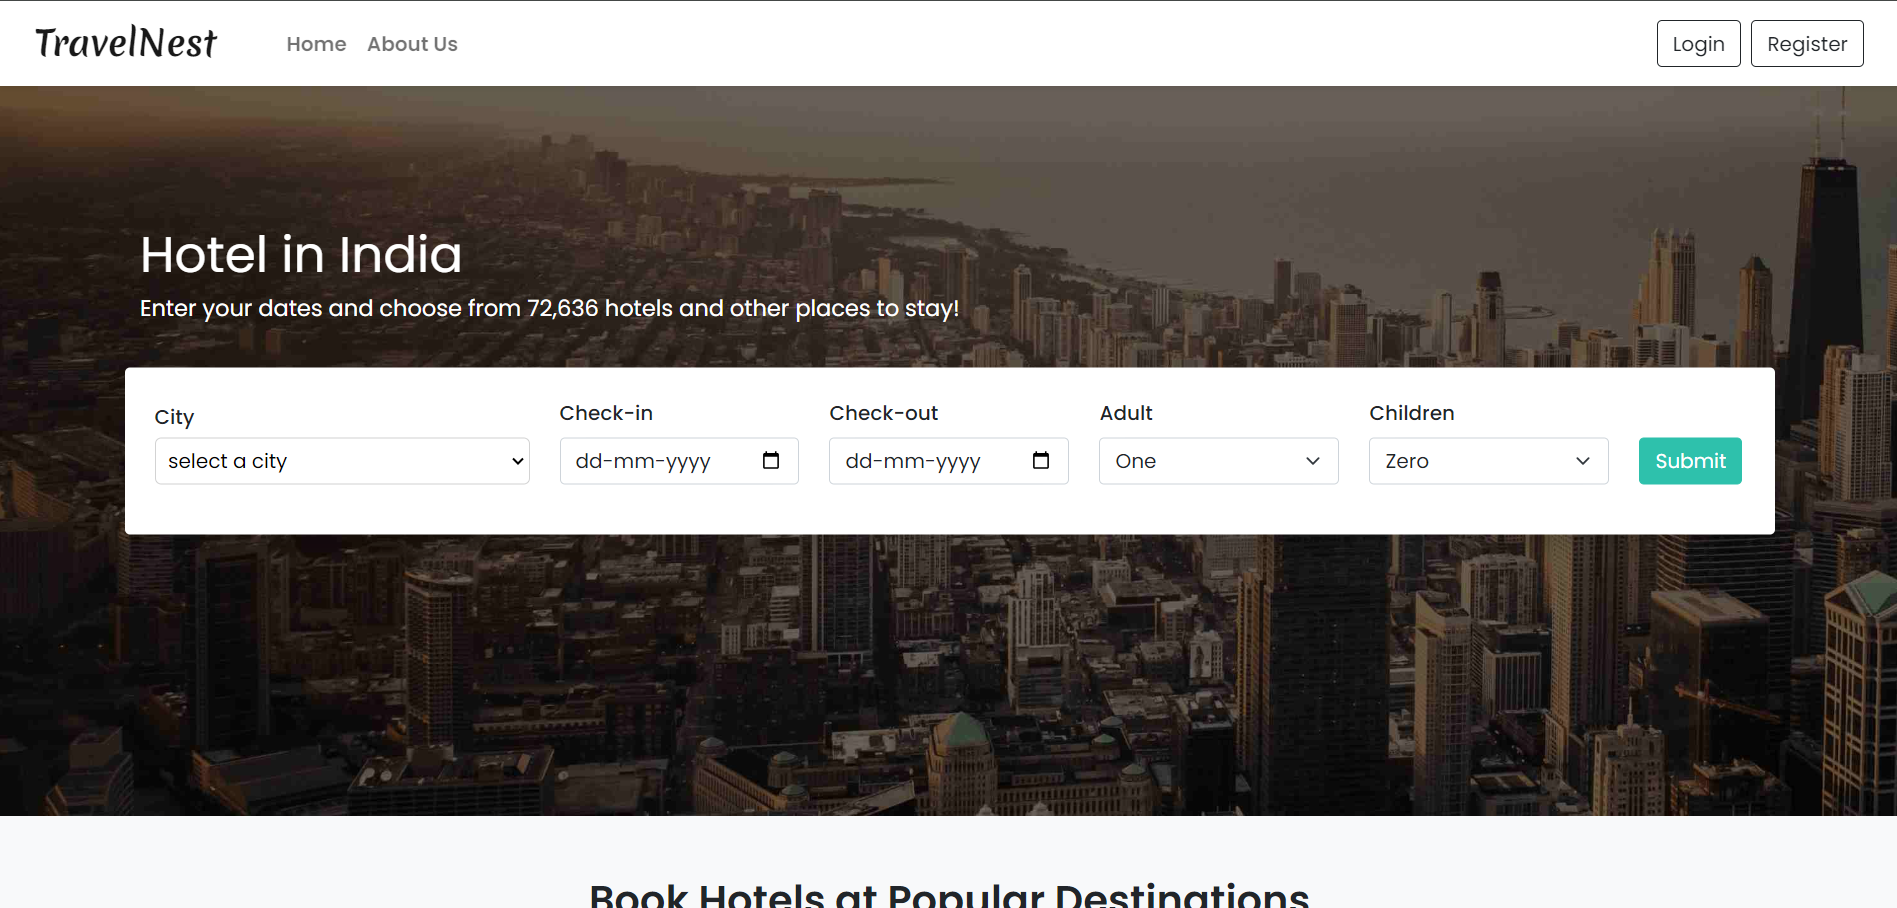 TravelNest Home About Us Login Register
Hotel in India
Enter your dates and choose from 72,636 hotels and other places to stay!
City Check-in Check-out Adult Children
select a city dd-mm-yyyy dd-mm-yyyy One Zero Submit
Book Hotels at Popular Destinations